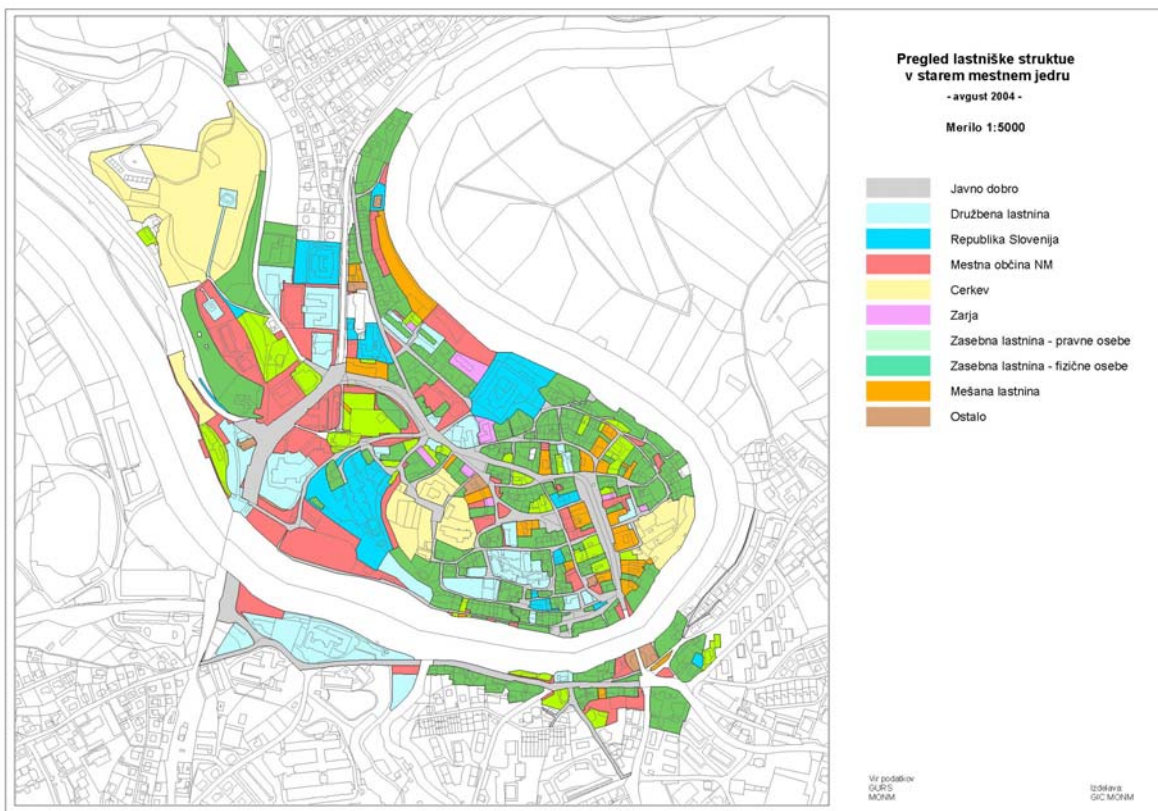 Pregled lastniške struktue
v starem mestnem jedru
- avgust 2004 -
Merilo 1:5000
Javno dobro
Družbena lastnina
Republika Slovenija
Mestna občina NM
Cerkev
Zarja
Zasebna lastnina - pravne osebe
Zasebna lastnina - fizične osebe
Mešana lastnina
Ostalo
Vir podatkov
GURS
MONM
Izdelava:
GIC MONM